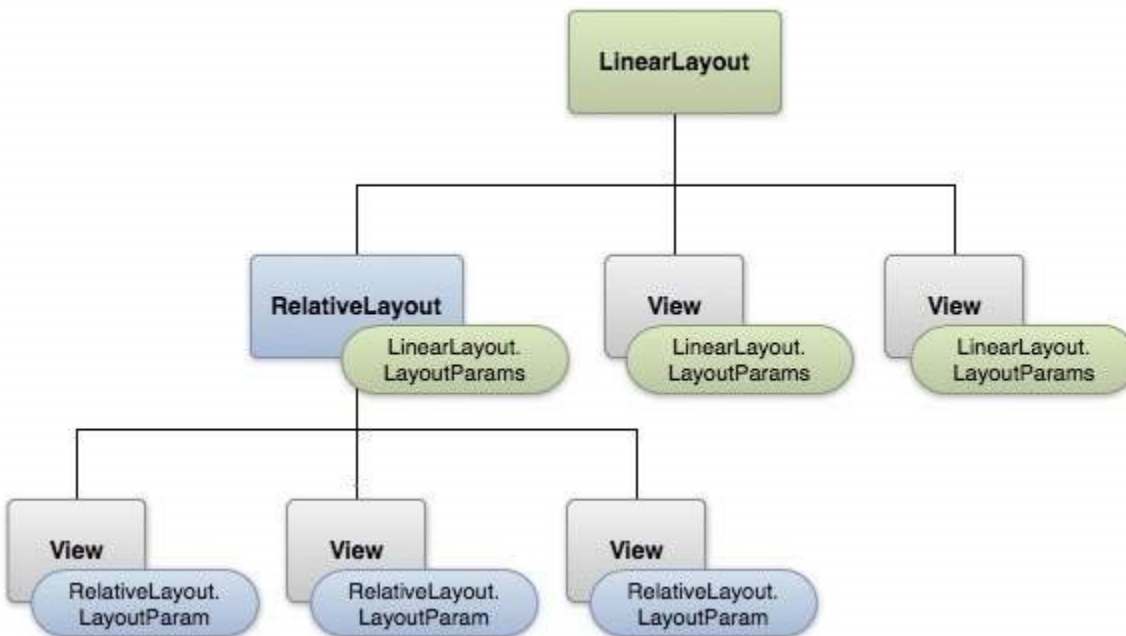 LinearLayout
RelativeLayout
LinearLayout.
LayoutParams
View
LinearLayout.
LayoutParams
View
LinearLayout.
LayoutParams
View
RelativeLayout.
LayoutParam
View
RelativeLayout.
LayoutParam
View
RelativeLayout.
LayoutParam